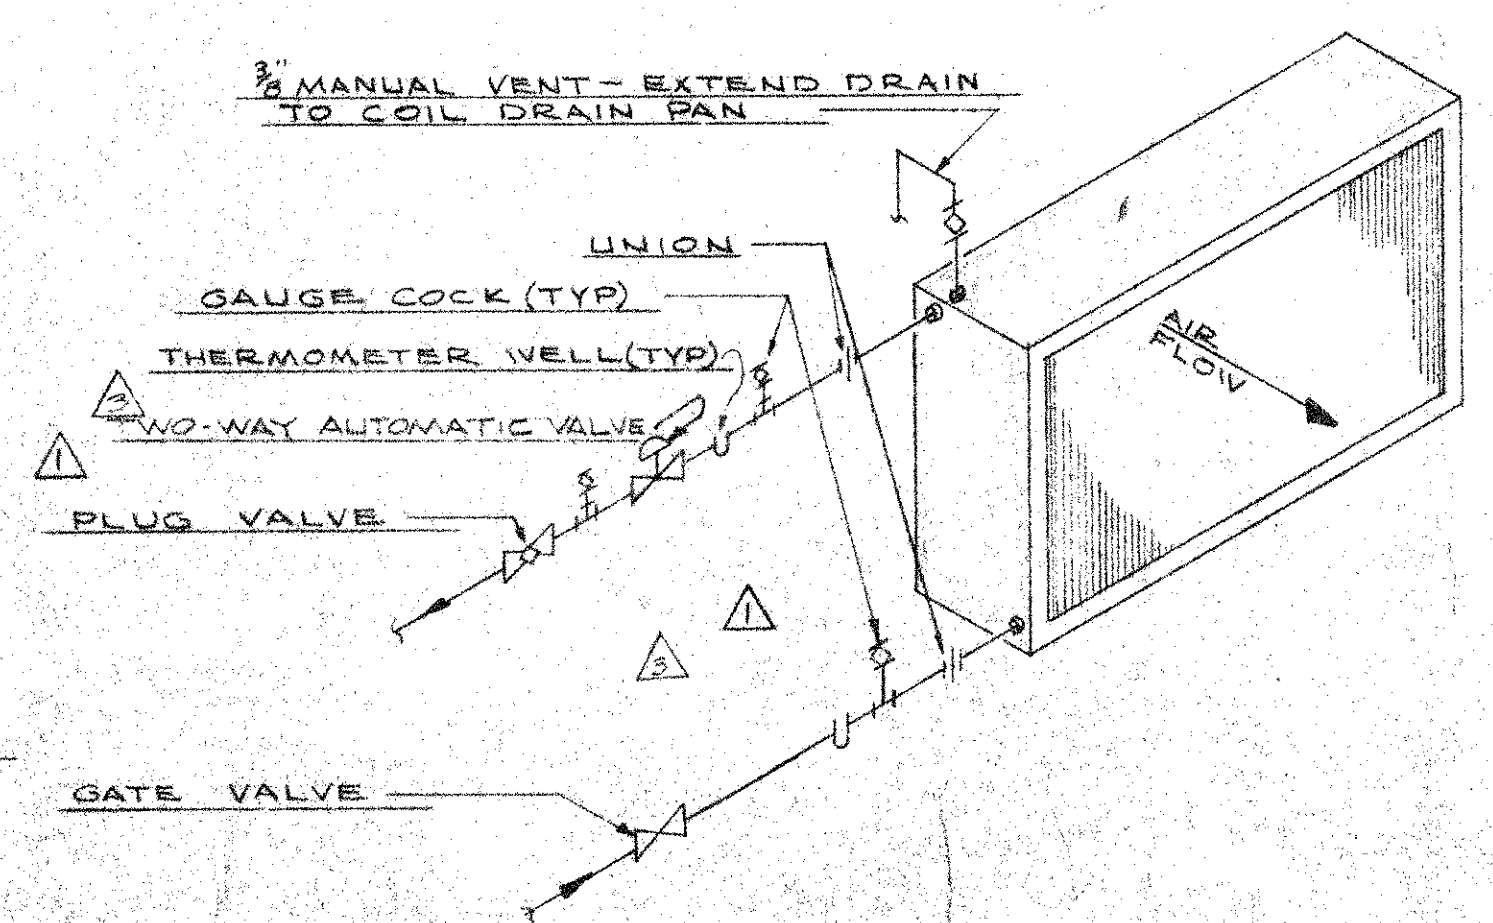 3/8" MANUAL VENT - EXTEND DRAIN
TO COIL DRAIN PAN
UNION
GAUGE COCK (TYP)
THERMOMETER WELL (TYP)
3
TWO-WAY AUTOMATIC VALVE
1
PLUG VALVE
AIR
FLOW
1
3
GATE VALVE